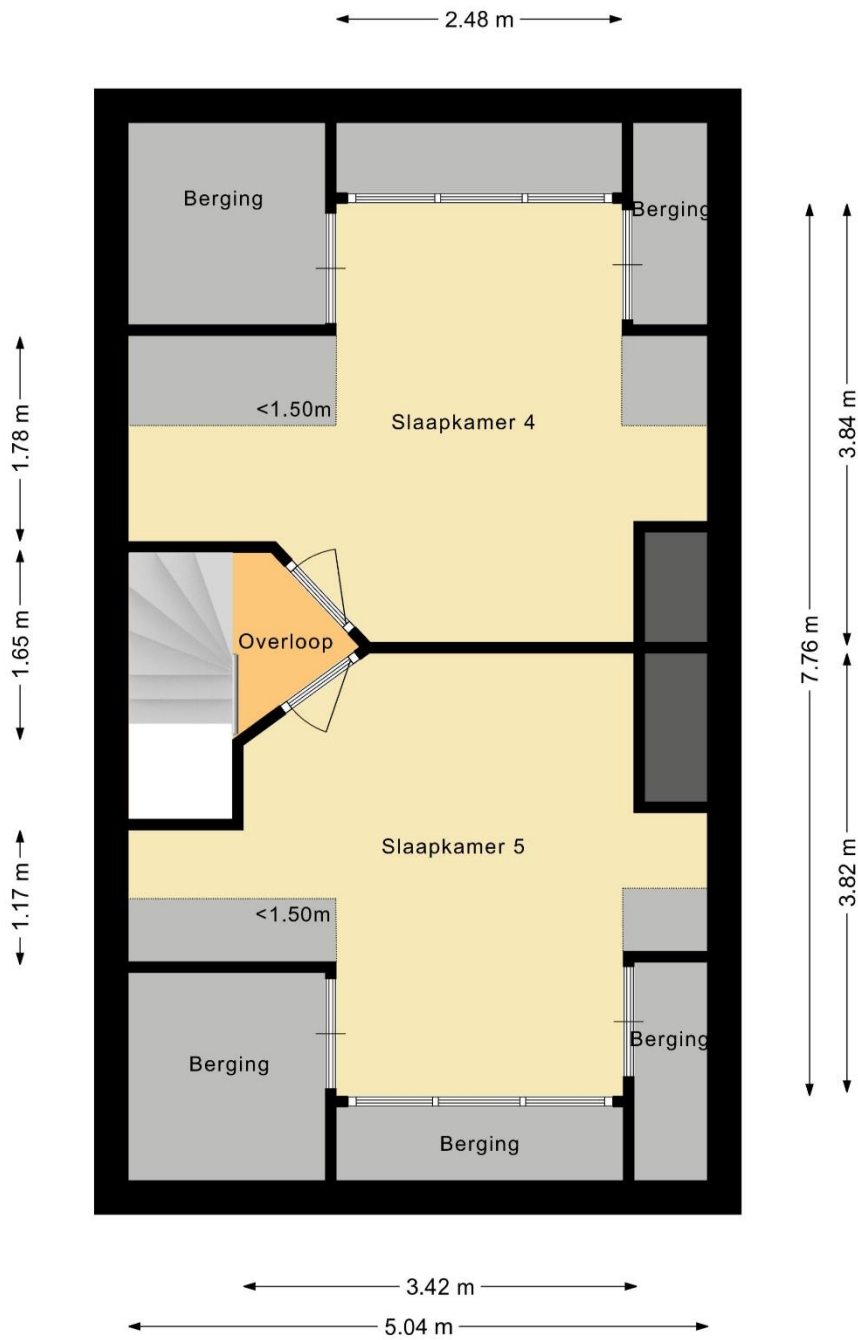 2.48 m
Berging
Berging
<1.50m
Slaapkamer 4
1.78 m
3.84 m
1.65 m
Overloop
7.76 m
Slaapkamer 5
1.17 m
3.82 m
<1.50m
Berging
Berging
Berging
3.42 m
5.04 m